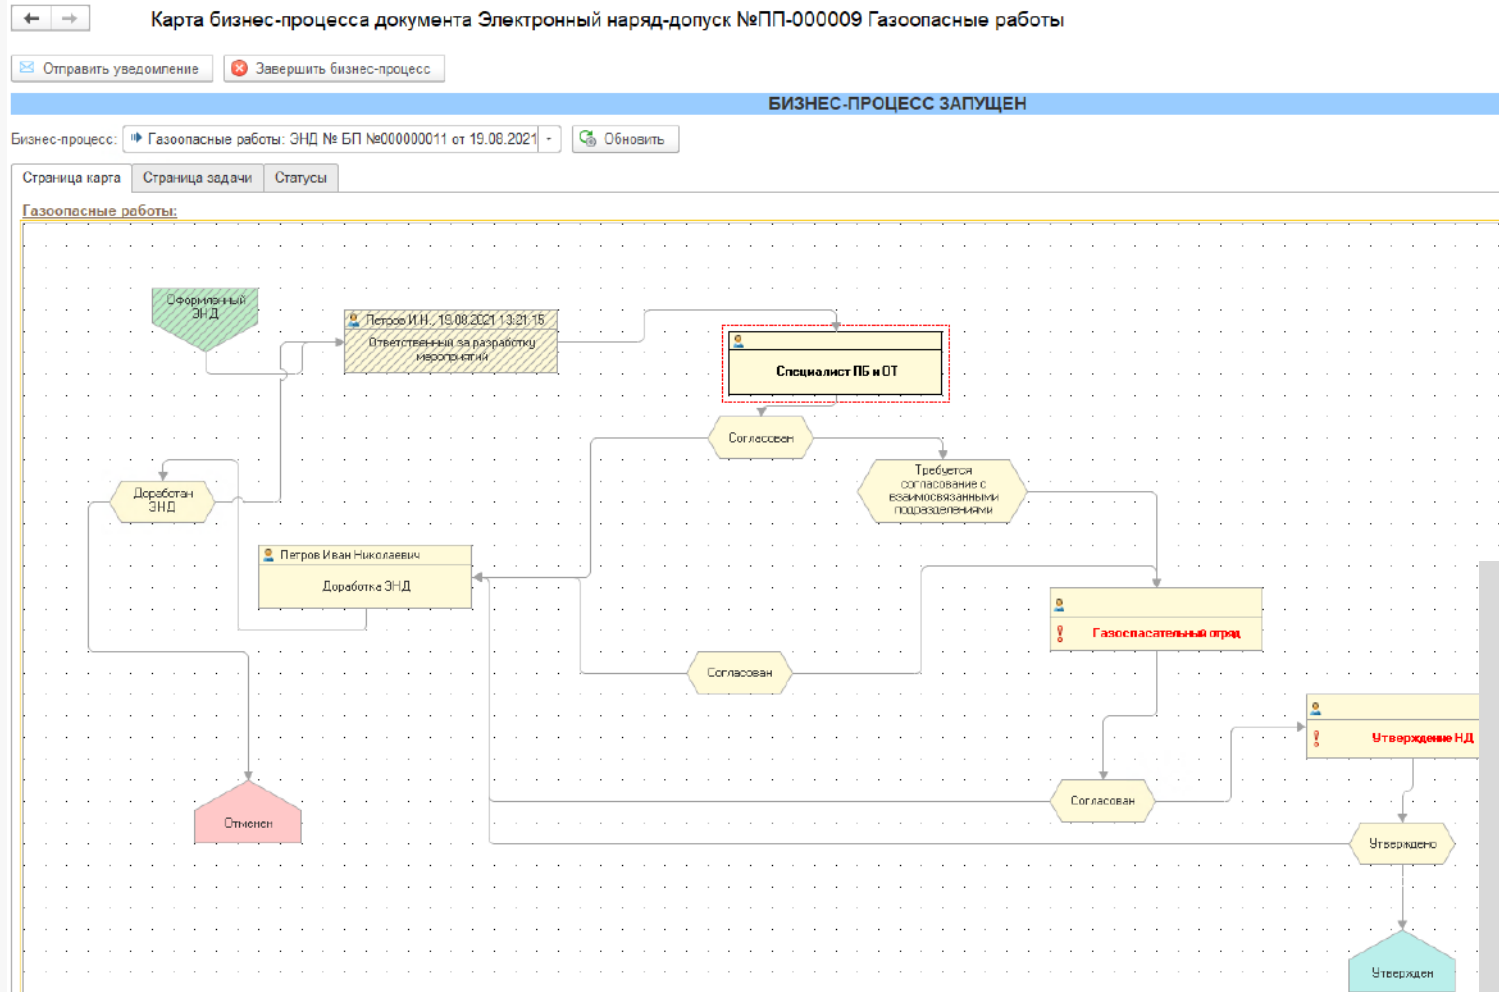 Карта бизнес-процесса документа Электронный наряд-допуск №ПП-000009 Газоопасные работы
Отправить уведомление
Завершить бизнес-процесс
БИЗНЕС-ПРОЦЕСС ЗАПУЩЕН
Бизнес-процесс:
Газоопасные работы: ЭНД № БП №000000011 от 19.08.2021
Обновить
Страница карта
Страница задачи
Статусы
Газоопасные работы:
Оформленный
ЭНД
Петров И.Н., 19.08.2021 13:21:15
Ответственный за разработку
мероприятий
Специалист ПБ и ОТ
Согласован
Требуется
согласование с
взаимосвязанными
подразделениями
Доработан
ЭНД
Петров Иван Николаевич
Доработка ЭНД
Газоспасательный отряд
Согласован
Утверждение НД
Согласован
Отменен
Утверждено
Утвержден